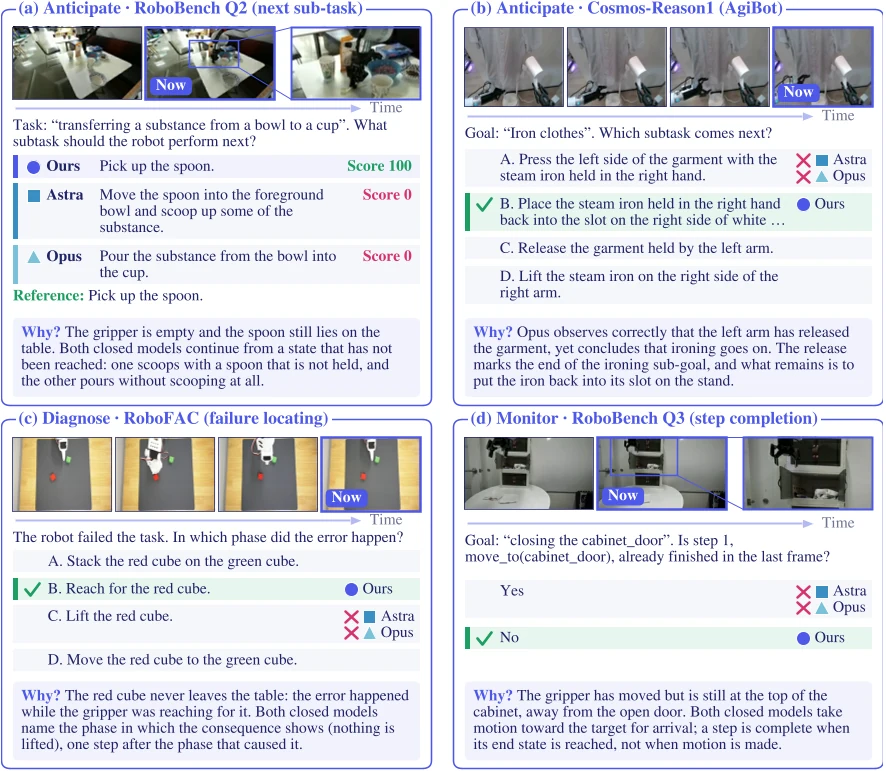 (a) Anticipate · RoboBench Q2 (next sub-task)
Now
Time
Task: “transferring a substance from a bowl to a cup”. What
subtask should the robot perform next?
Ours Pick up the spoon. Score 100
Astra Move the spoon into the foreground Score 0
bowl and scoop up some of the
substance.
Opus Pour the substance from the bowl into Score 0
the cup.
Reference: Pick up the spoon.
Why? The gripper is empty and the spoon still lies on the
table. Both closed models continue from a state that has not
been reached: one scoops with a spoon that is not held, and
the other pours without scooping at all.
(b) Anticipate · Cosmos-Reason1 (AgiBot)
Now
Time
Goal: “Iron clothes”. Which subtask comes next?
A. Press the left side of the garment with the Astra
steam iron held in the right hand. Opus
B. Place the steam iron held in the right hand Ours
back into the slot on the right side of white …
C. Release the garment held by the left arm.
D. Lift the steam iron on the right side of the
right arm.
Why? Opus observes correctly that the left arm has released
the garment, yet concludes that ironing goes on. The release
marks the end of the ironing sub-goal, and what remains is to
put the iron back into its slot on the stand.
(c) Diagnose · RoboFAC (failure locating)
Now
Time
The robot failed the task. In which phase did the error happen?
A. Stack the red cube on the green cube.
B. Reach for the red cube. Ours
C. Lift the red cube. Astra
Opus
D. Move the red cube to the green cube.
Why? The red cube never leaves the table: the error happened
while the gripper was reaching for it. Both closed models
name the phase in which the consequence shows (nothing is
lifted), one step after the phase that caused it.
(d) Monitor · RoboBench Q3 (step completion)
Now
Time
Goal: “closing the cabinet_door”. Is step 1,
move_to(cabinet_door), already finished in the last frame?
Yes Astra
Opus
No Ours
Why? The gripper has moved but is still at the top of the
cabinet, away from the open door. Both closed models take
motion toward the target for arrival; a step is complete when
its end state is reached, not when motion is made.